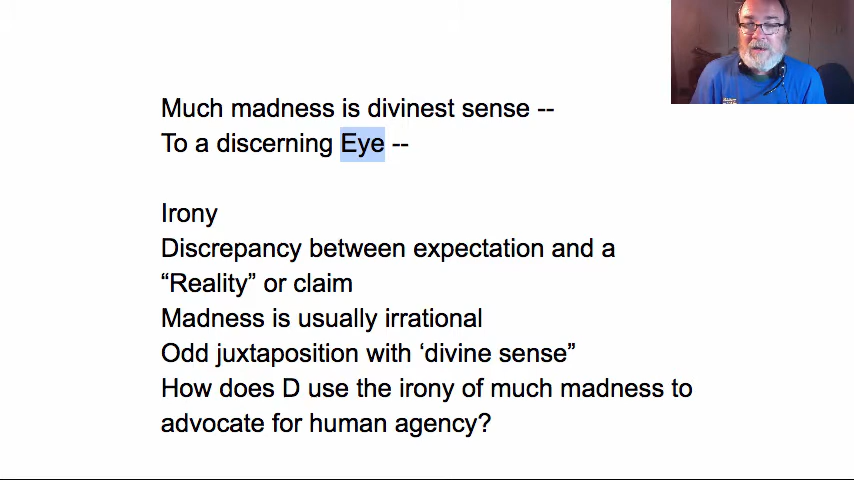 Much madness is divinest sense --
To a discerning Eye --
Irony
Discrepancy between expectation and a
“Reality” or claim
Madness is usually irrational
Odd juxtaposition with ‘divine sense”
How does D use the irony of much madness to
advocate for human agency?